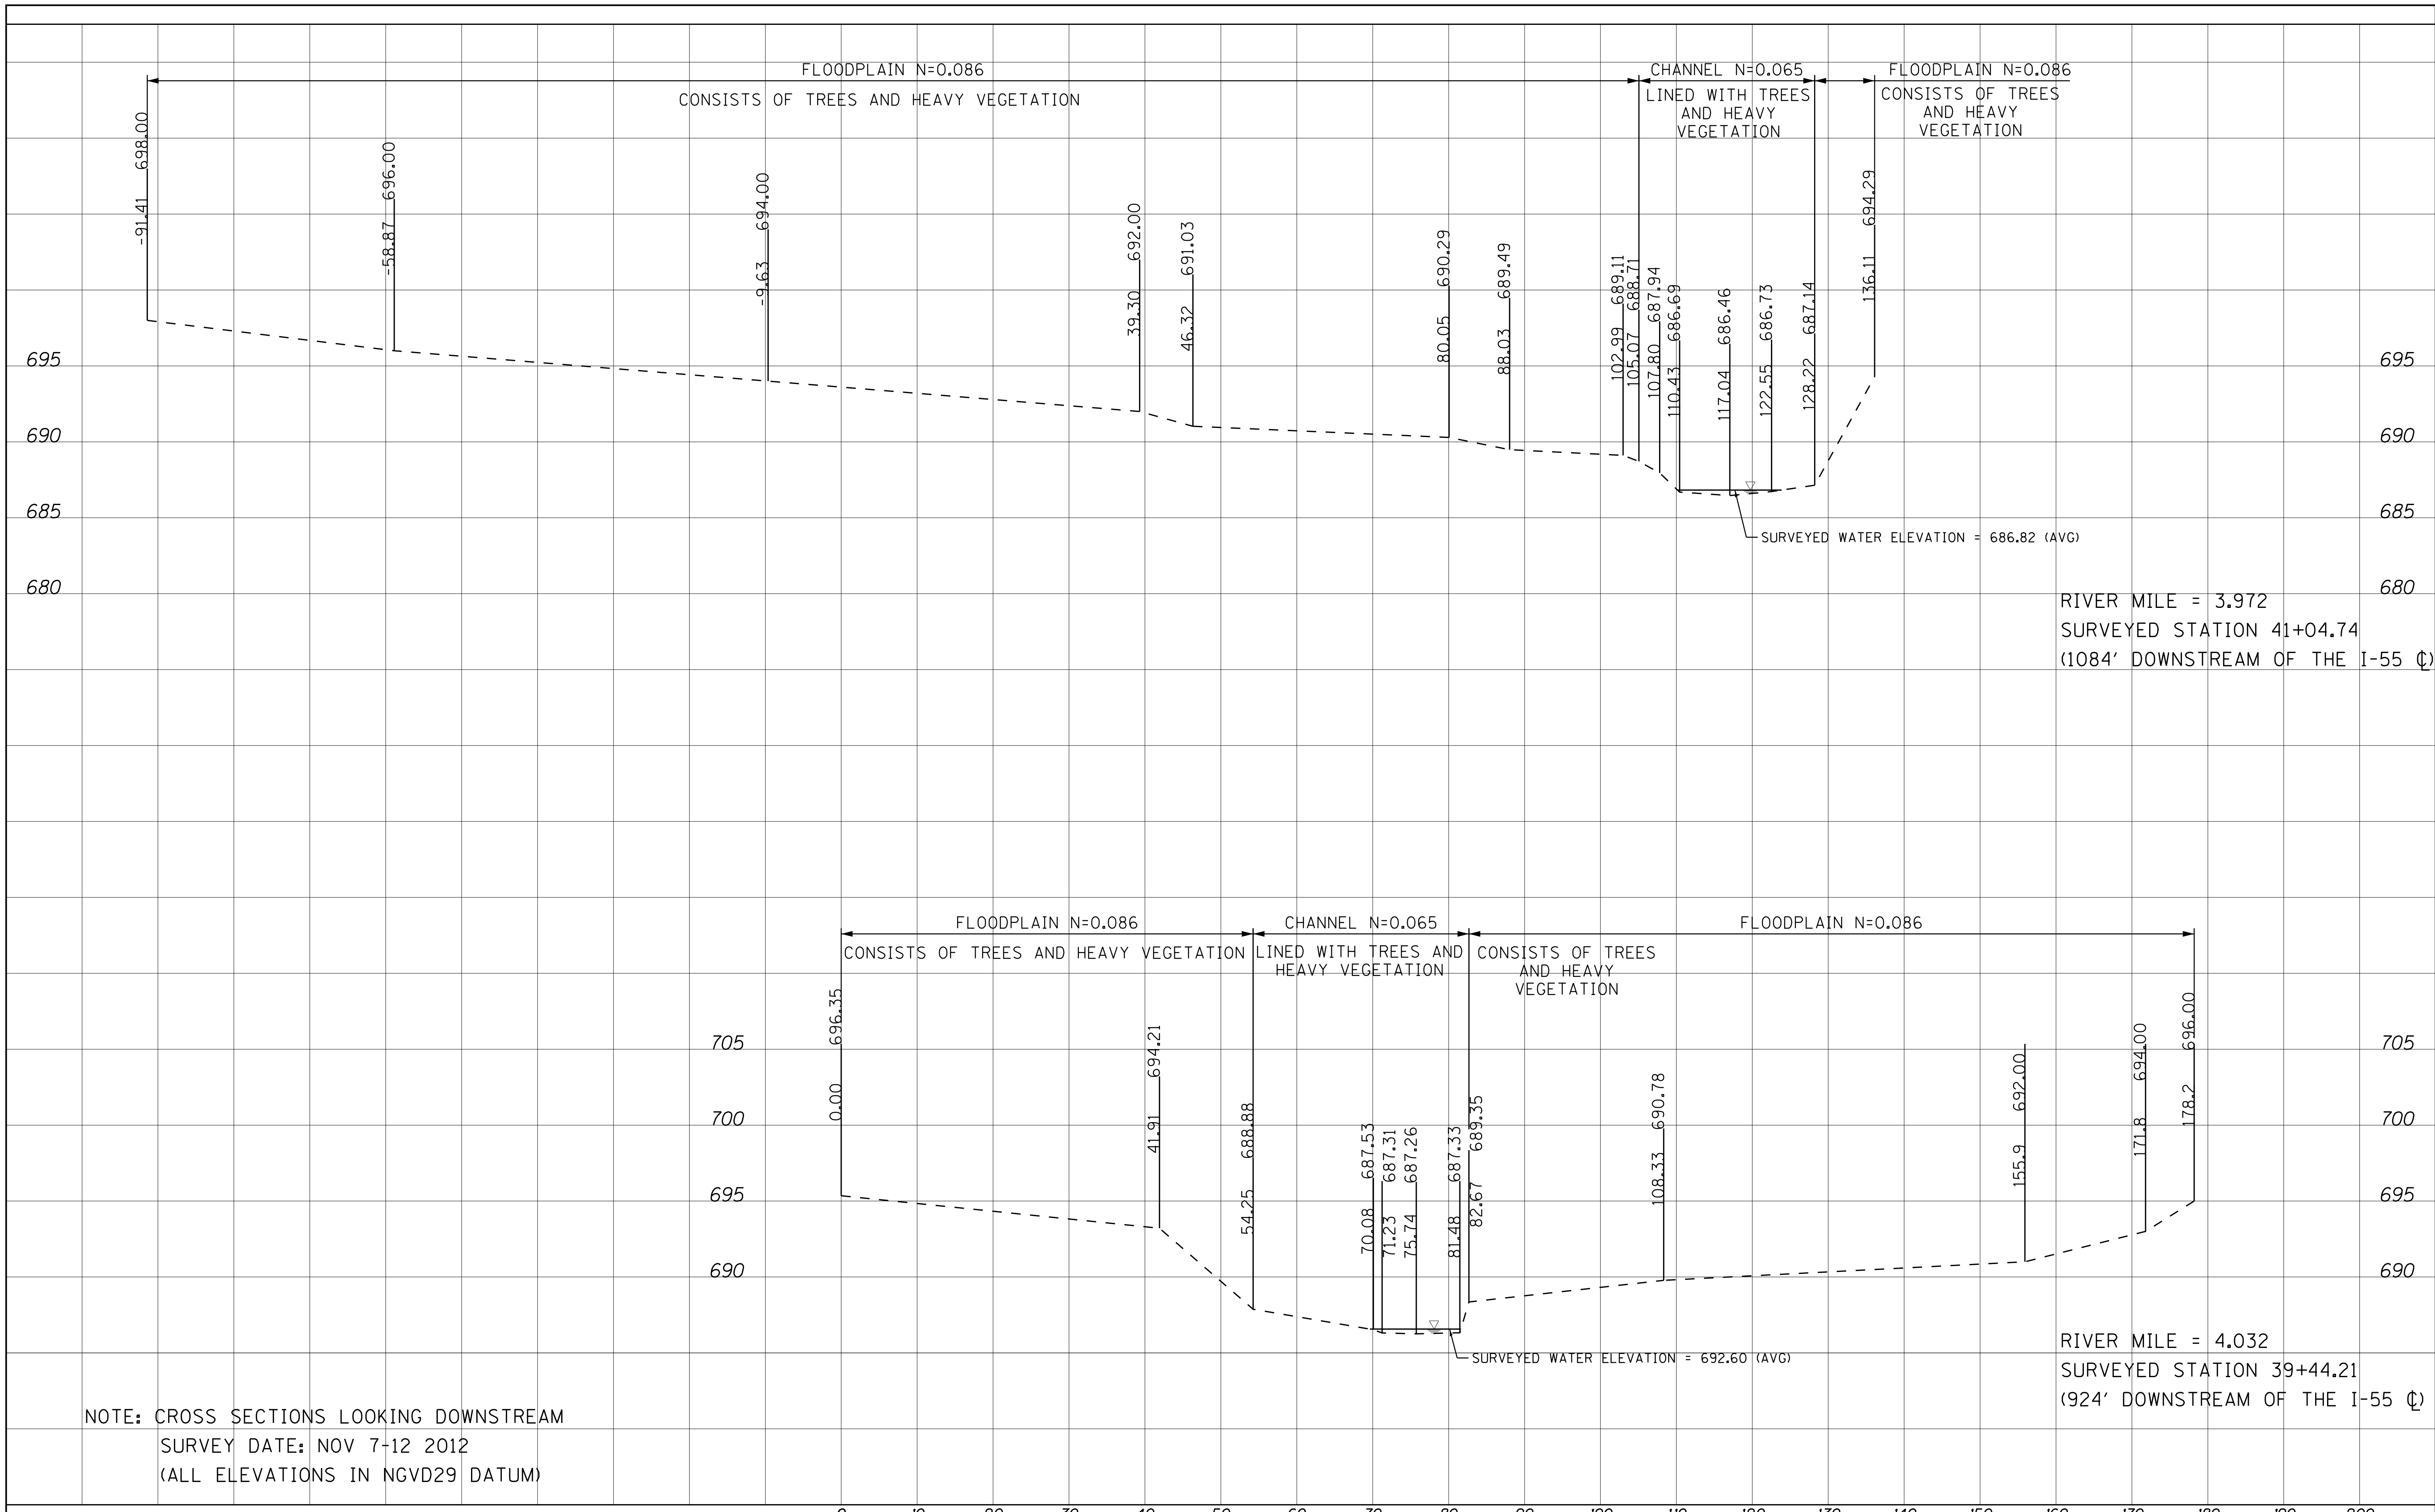 FLOODPLAIN N=0.086
CONSISTS OF TREES AND HEAVY VEGETATION
CHANNEL N=0.065
LINED WITH TREES
AND HEAVY
VEGETATION
FLOODPLAIN N=0.086
CONSISTS OF TREES
AND HEAVY
VEGETATION
-91.41 698.00
-58.87 696.00
-9.63 694.00
39.30 692.00
46.32 691.03
80.05 690.29
88.03 689.49
102.99 689.11
105.07 688.71
107.80 687.94
110.43 686.69
117.04 686.46
122.55 686.73
128.22 687.14
136.11 694.29
695 695
690 690
685 685
SURVEYED WATER ELEVATION = 686.82 (AVG)
680 680
RIVER MILE = 3.972
SURVEYED STATION 41+04.74
(1084' DOWNSTREAM OF THE I-55 ℄)
FLOODPLAIN N=0.086
CONSISTS OF TREES AND HEAVY VEGETATION
CHANNEL N=0.065
LINED WITH TREES AND
HEAVY VEGETATION
FLOODPLAIN N=0.086
CONSISTS OF TREES
AND HEAVY
VEGETATION
0.00 696.35
41.91 694.21
54.25 688.88
70.08 687.53
71.23 687.31
75.74 687.26
81.48 687.33
82.67 689.35
108.33 690.78
155.9 692.00
171.8 694.00
178.2 696.00
705 705
700 700
695 695
690 690
SURVEYED WATER ELEVATION = 692.60 (AVG)
RIVER MILE = 4.032
SURVEYED STATION 39+44.21
(924' DOWNSTREAM OF THE I-55 ℄)
NOTE: CROSS SECTIONS LOOKING DOWNSTREAM
SURVEY DATE: NOV 7-12 2012
(ALL ELEVATIONS IN NGVD29 DATUM)